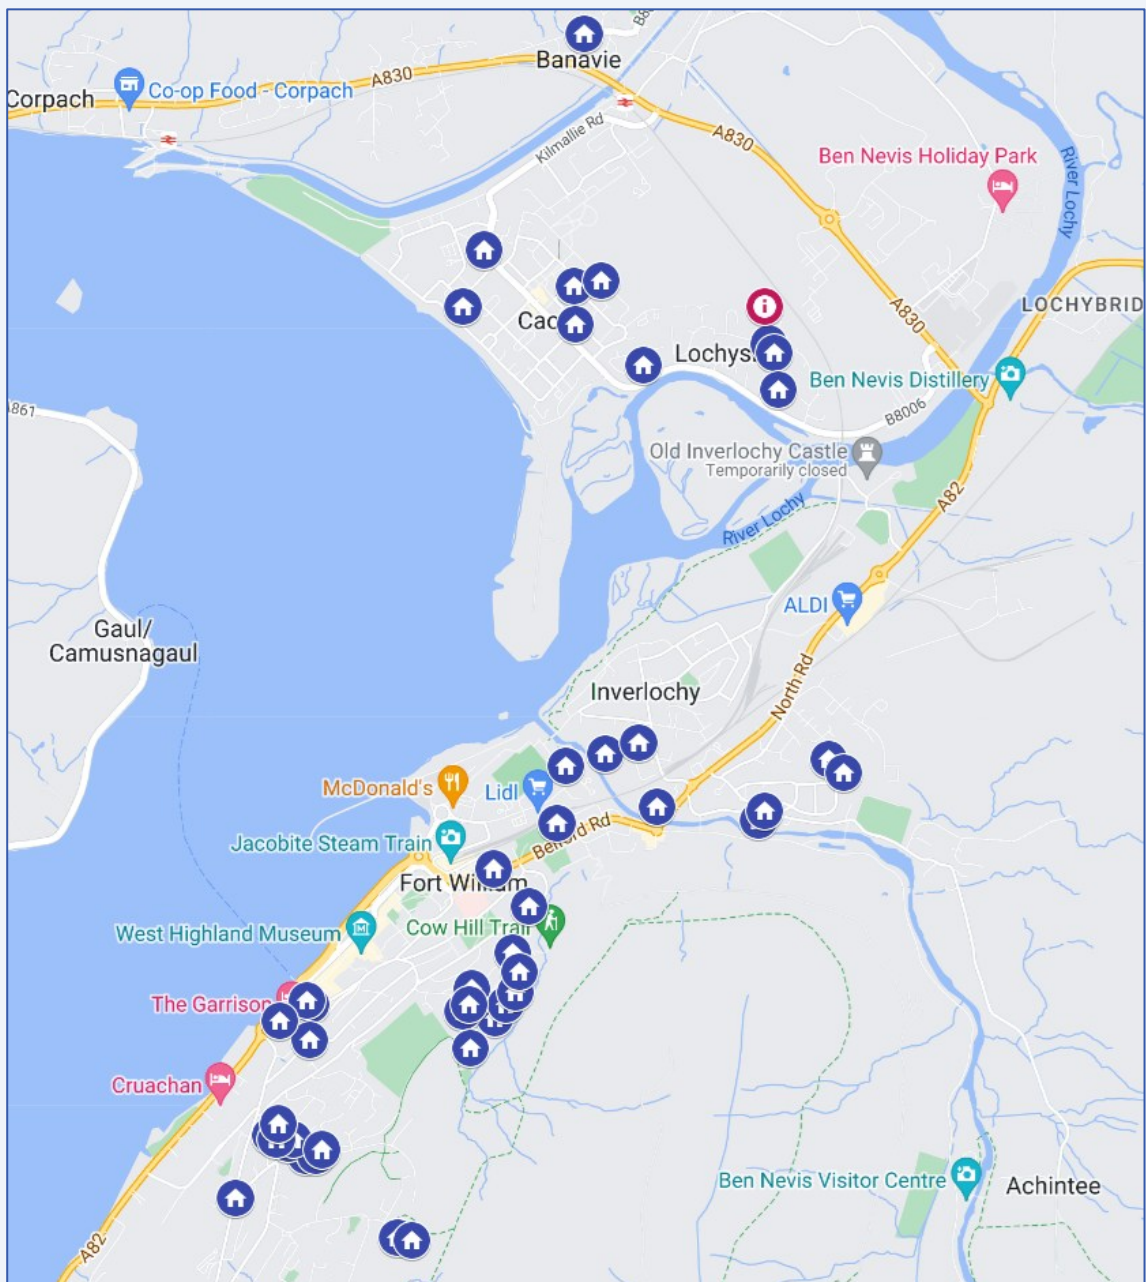 Banavie
A830
Co-op Food - Corpach
Corpach
Kilmallie Rd
A830
Ben Nevis Holiday Park
River Lochy
A830
LOCHYBRID
Ben Nevis Distillery
B8006
Old Inverlochy Castle
Temporarily closed
A82
River Lochy
ALDI
Gaul/
Camusnagaul
North Rd
Inverlochy
McDonald's
Lidl
Belford Rd
Jacobite Steam Train
Fort William
Cow Hill Trail
West Highland Museum
The Garrison
Cruachan
Ben Nevis Visitor Centre
Achintee
A82